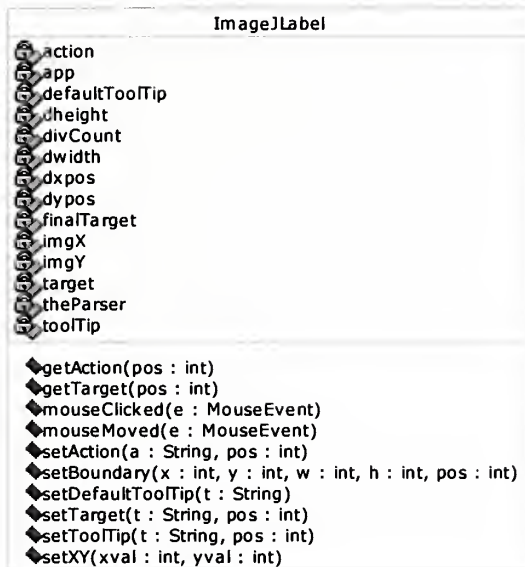 ImageJLabel
action
app
defaultToolTip
dheight
divCount
dwidth
dxpos
dypos
finalTarget
imgX
imgY
target
theParser
toolTip
getAction(pos : int)
getTarget(pos : int)
mouseClicked(e : MouseEvent)
mouseMoved(e : MouseEvent)
setAction(a : String, pos : int)
setBoundary(x : int, y : int, w : int, h : int, pos : int)
setDefaultToolTip(t : String)
setTarget(t : String, pos : int)
setToolTip(t : String, pos : int)
setXY(xval : int, yval : int)